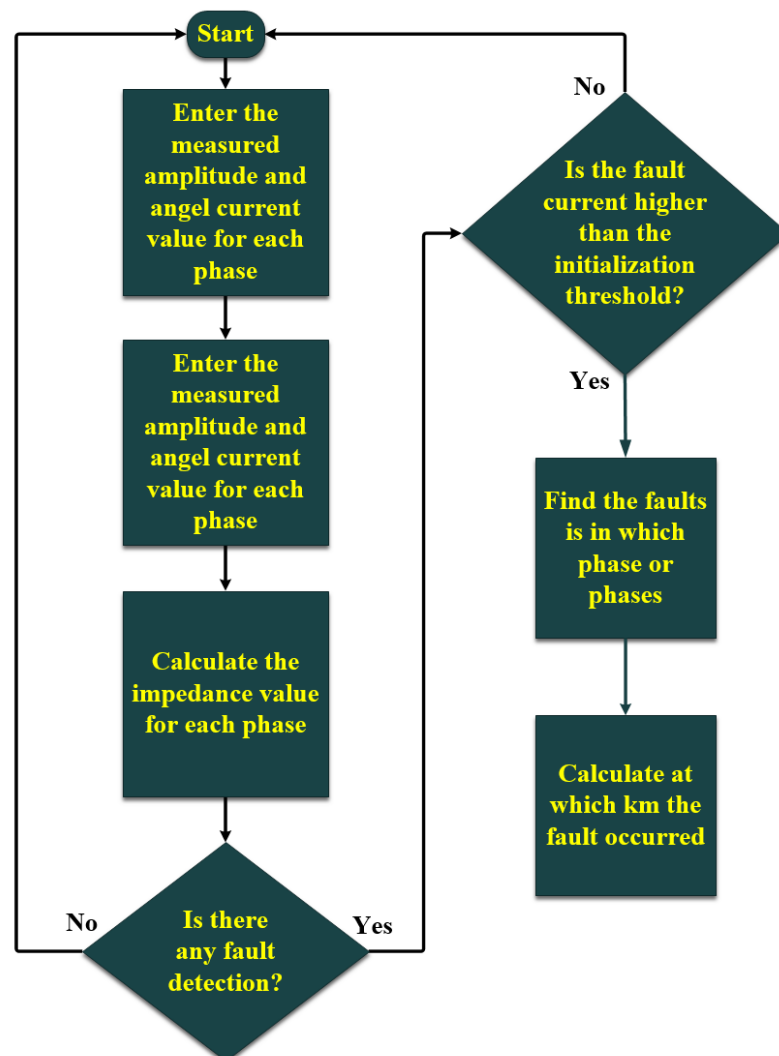 Start
Enter the
measured
amplitude and
angel current
value for each
phase
Enter the
measured
amplitude and
angel current
value for each
phase
Calculate the
impedance value
for each phase
Is there
any fault
detection?
No
Yes
Is the fault
current higher
than the
initialization
threshold?
No
Yes
Find the faults
is in which
phase or
phases
Calculate at
which km the
fault occurred